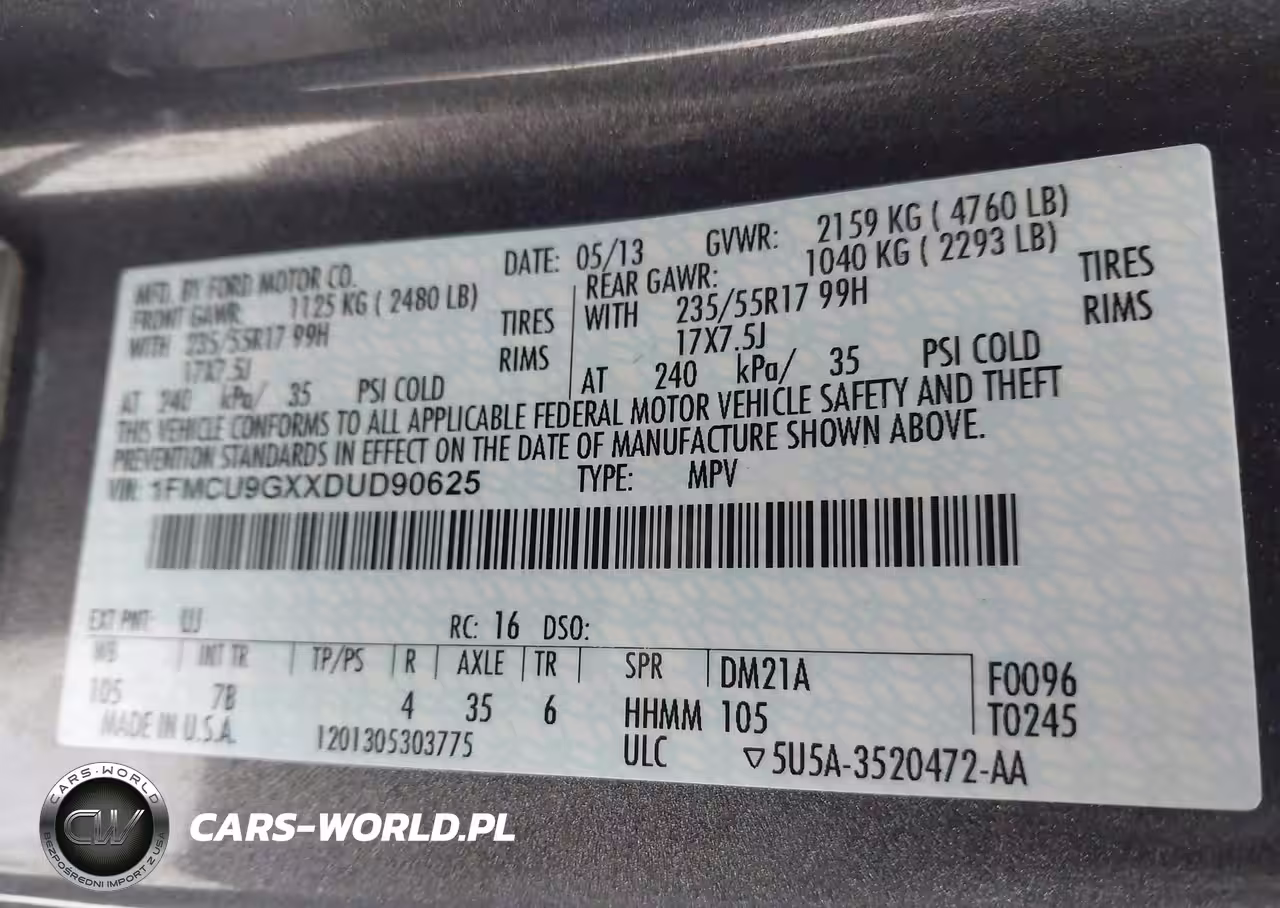 MFD. BY FORD MOTOR CO. DATE: 05/13 GVWR: 2159 KG ( 4760 LB)
FRONT GAWR: 1125 KG ( 2480 LB) REAR GAWR: 1040 KG ( 2293 LB)
WITH 235/55R17 99H TIRES WITH 235/55R17 99H TIRES
17X7.5J RIMS 17X7.5J RIMS
AT 240 kPa/ 35 PSI COLD AT 240 kPa/ 35 PSI COLD
THIS VEHICLE CONFORMS TO ALL APPLICABLE FEDERAL MOTOR VEHICLE SAFETY AND THEFT
PREVENTION STANDARDS IN EFFECT ON THE DATE OF MANUFACTURE SHOWN ABOVE.
VIN: 1FMCU9GXXDUD90625 TYPE: MPV
EXT PNT: UJ RC: 16 DSO:
WB INT TR TP/PS R AXLE TR SPR DM21A F0096
105 7B 4 35 6 HHMM 105 T0245
MADE IN U.S.A. 1201305303775 ULC ▽5U5A-3520472-AA
CARS-WORLD
CW
BEZPOŚREDNI IMPORT Z USA
CARS-WORLD.PL